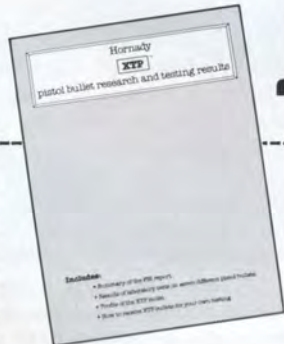 Hornady
XTP™
pistol bullet research and testing results
Includes:
• Summary of the FBI report.
• Results of laboratory tests on seven different pistol bullets.
• Profile of the XTP bullet.
• How to receive XTP bullets for your own testing.